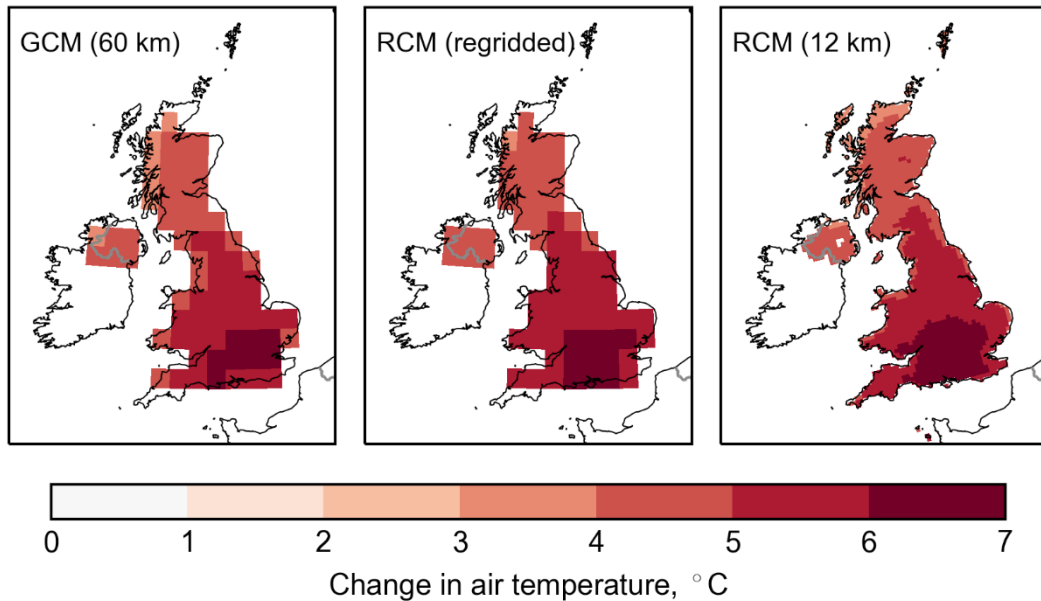 GCM (60 km)
RCM (regridded)
RCM (12 km)
0 1 2 3 4 5 6 7
Change in air temperature, °C